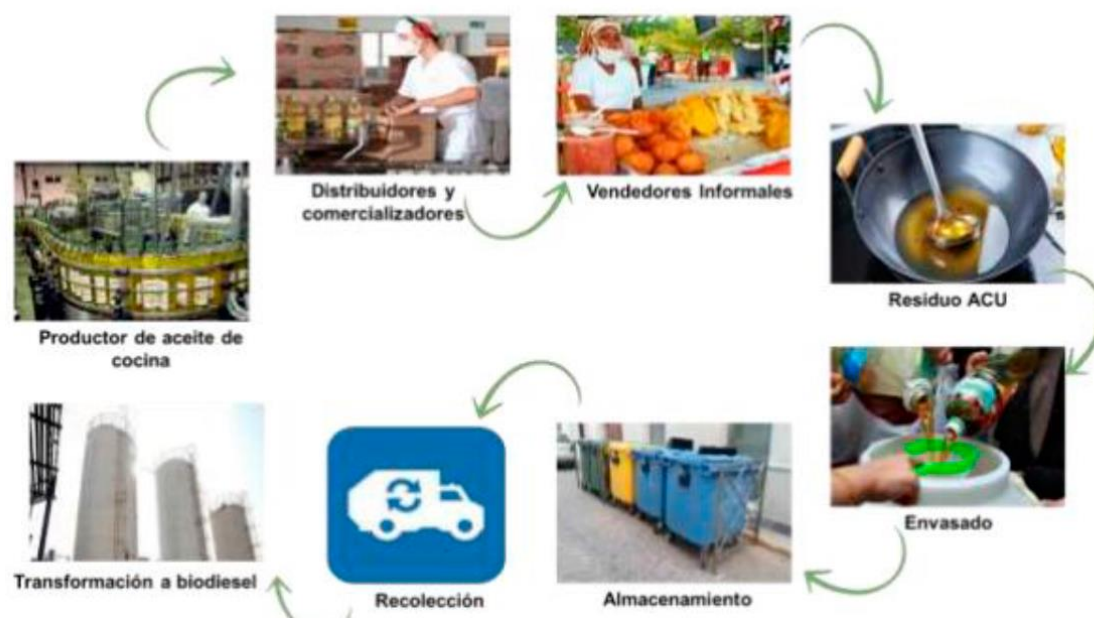 Distribuidores y
comercializadores
Vendedores Informales
Residuo ACU
Productor de aceite de
cocina
Envasado
Almacenamiento
Recolección
Transformación a biodiesel